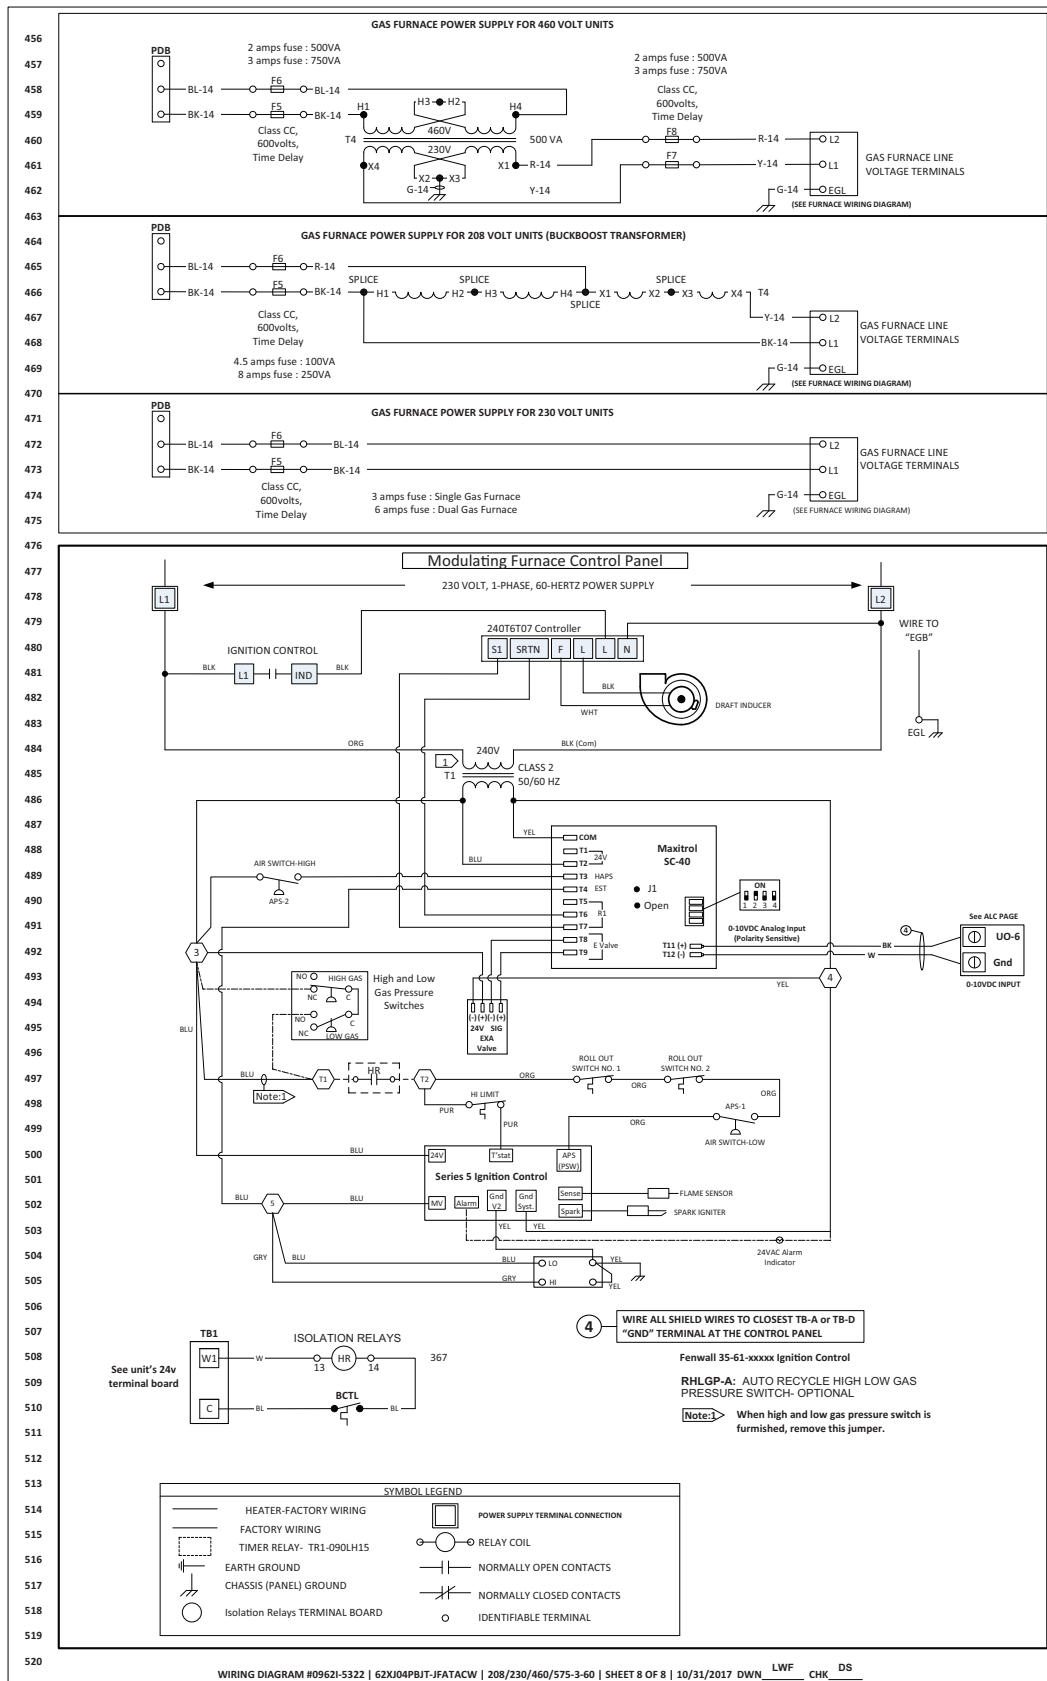 GAS FURNACE POWER SUPPLY FOR 460 VOLT UNITS
456
457
458
459
460
461
462
463
PDB
2 amps fuse : 500VA
3 amps fuse : 750VA
2 amps fuse : 500VA
3 amps fuse : 750VA
BL-14
F6
BL-14
BK-14
F5
BK-14
Class CC,
600volts,
Time Delay
Class CC,
600volts,
Time Delay
H1
H3
H2
H4
460V
T4
500 VA
230V
X4
X2
X3
X1
R-14
G-14
Y-14
F8
R-14
F7
Y-14
L2
L1
G-14
EGL
GAS FURNACE LINE
VOLTAGE TERMINALS
(SEE FURNACE WIRING DIAGRAM)
464
465
466
467
468
469
470
PDB
GAS FURNACE POWER SUPPLY FOR 208 VOLT UNITS (BUCKBOOST TRANSFORMER)
BL-14
F6
R-14
BK-14
F5
BK-14
SPLICE
SPLICE
SPLICE
SPLICE
H1
H2
H3
H4
X1
X2
X3
X4
T4
Class CC,
600volts,
Time Delay
4.5 amps fuse : 100VA
8 amps fuse : 250VA
Y-14
L2
BK-14
L1
G-14
EGL
GAS FURNACE LINE
VOLTAGE TERMINALS
(SEE FURNACE WIRING DIAGRAM)
471
472
473
474
475
PDB
GAS FURNACE POWER SUPPLY FOR 230 VOLT UNITS
BL-14
F6
BL-14
BK-14
F5
BK-14
Class CC,
600volts,
Time Delay
3 amps fuse : Single Gas Furnace
6 amps fuse : Dual Gas Furnace
L2
L1
G-14
EGL
GAS FURNACE LINE
VOLTAGE TERMINALS
(SEE FURNACE WIRING DIAGRAM)
476
477
478
479
480
481
482
483
484
485
486
487
488
489
490
491
492
493
494
495
496
497
498
499
500
501
502
503
504
505
506
507
508
509
510
511
512
513
514
515
516
517
518
519
520
Modulating Furnace Control Panel
230 VOLT, 1-PHASE, 60-HERTZ POWER SUPPLY
L1
L2
WIRE TO
"EGB"
EGL
240T6T07 Controller
S1
SRTN
F
L
L
N
IGNITION CONTROL
BLK
L1
IND
BLK
BLK
WHT
DRAFT INDUCER
ORG
240V
BLK (Com)
1
T1
CLASS 2
50/60 HZ
YEL
BLU
COM
T1
T2
24V
T3
HAPS
T4
EST
T5
T6
R1
T7
T8
E Valve
T9
Maxitrol
SC-40
J1
Open
ON
1 2 3 4
0-10VDC Analog Input
(Polarity Sensitive)
T11 (+)
T12 (-)
4
BK
W
See ALC PAGE
UO-6
Gnd
0-10VDC INPUT
AIR SWITCH-HIGH
APS-2
3
4
YEL
NO
HIGH GAS
NC
C
NO
C
NC
LOW GAS
High and Low
Gas Pressure
Switches
(-)(+)(-)(+)
24V SIG
EXA
Valve
BLU
BLU
Note:1
T1
HR
T2
ORG
ROLL OUT
SWITCH NO. 1
ROLL OUT
SWITCH NO. 2
ORG
ORG
PUR
HI LIMIT
PUR
ORG
APS-1
AIR SWITCH-LOW
BLU
24V
T'stat
APS
(PSW)
Series 5 Ignition Control
BLU
5
BLU
MV
Alarm
Gnd
V2
Gnd
Syst.
Sense
Spark
FLAME SENSOR
SPARK IGNITER
YEL
YEL
24VAC Alarm
Indicator
GRY
BLU
BLU
LO
YEL
GRY
HI
YEL
4
WIRE ALL SHIELD WIRES TO CLOSEST TB-A or TB-D
"GND" TERMINAL AT THE CONTROL PANEL
Fenwall 35-61-xxxxx Ignition Control
RHLGP-A: AUTO RECYCLE HIGH LOW GAS
PRESSURE SWITCH- OPTIONAL
Note:1
When high and low gas pressure switch is
furmished, remove this jumper.
TB1
ISOLATION RELAYS
W1
W
HR
13
14
367
See unit's 24v
terminal board
BCTL
C
BL
BL
SYMBOL LEGEND
HEATER-FACTORY WIRING
FACTORY WIRING
TIMER RELAY- TR1-090LH15
EARTH GROUND
CHASSIS (PANEL) GROUND
Isolation Relays TERMINAL BOARD
POWER SUPPLY TERMINAL CONNECTION
RELAY COIL
NORMALLY OPEN CONTACTS
NORMALLY CLOSED CONTACTS
IDENTIFIABLE TERMINAL
WIRING DIAGRAM #0962I-5322 | 62XJ04PBJT-JFATACW | 208/230/460/575-3-60 | SHEET 8 OF 8 | 10/31/2017 DWN LWF CHK DS